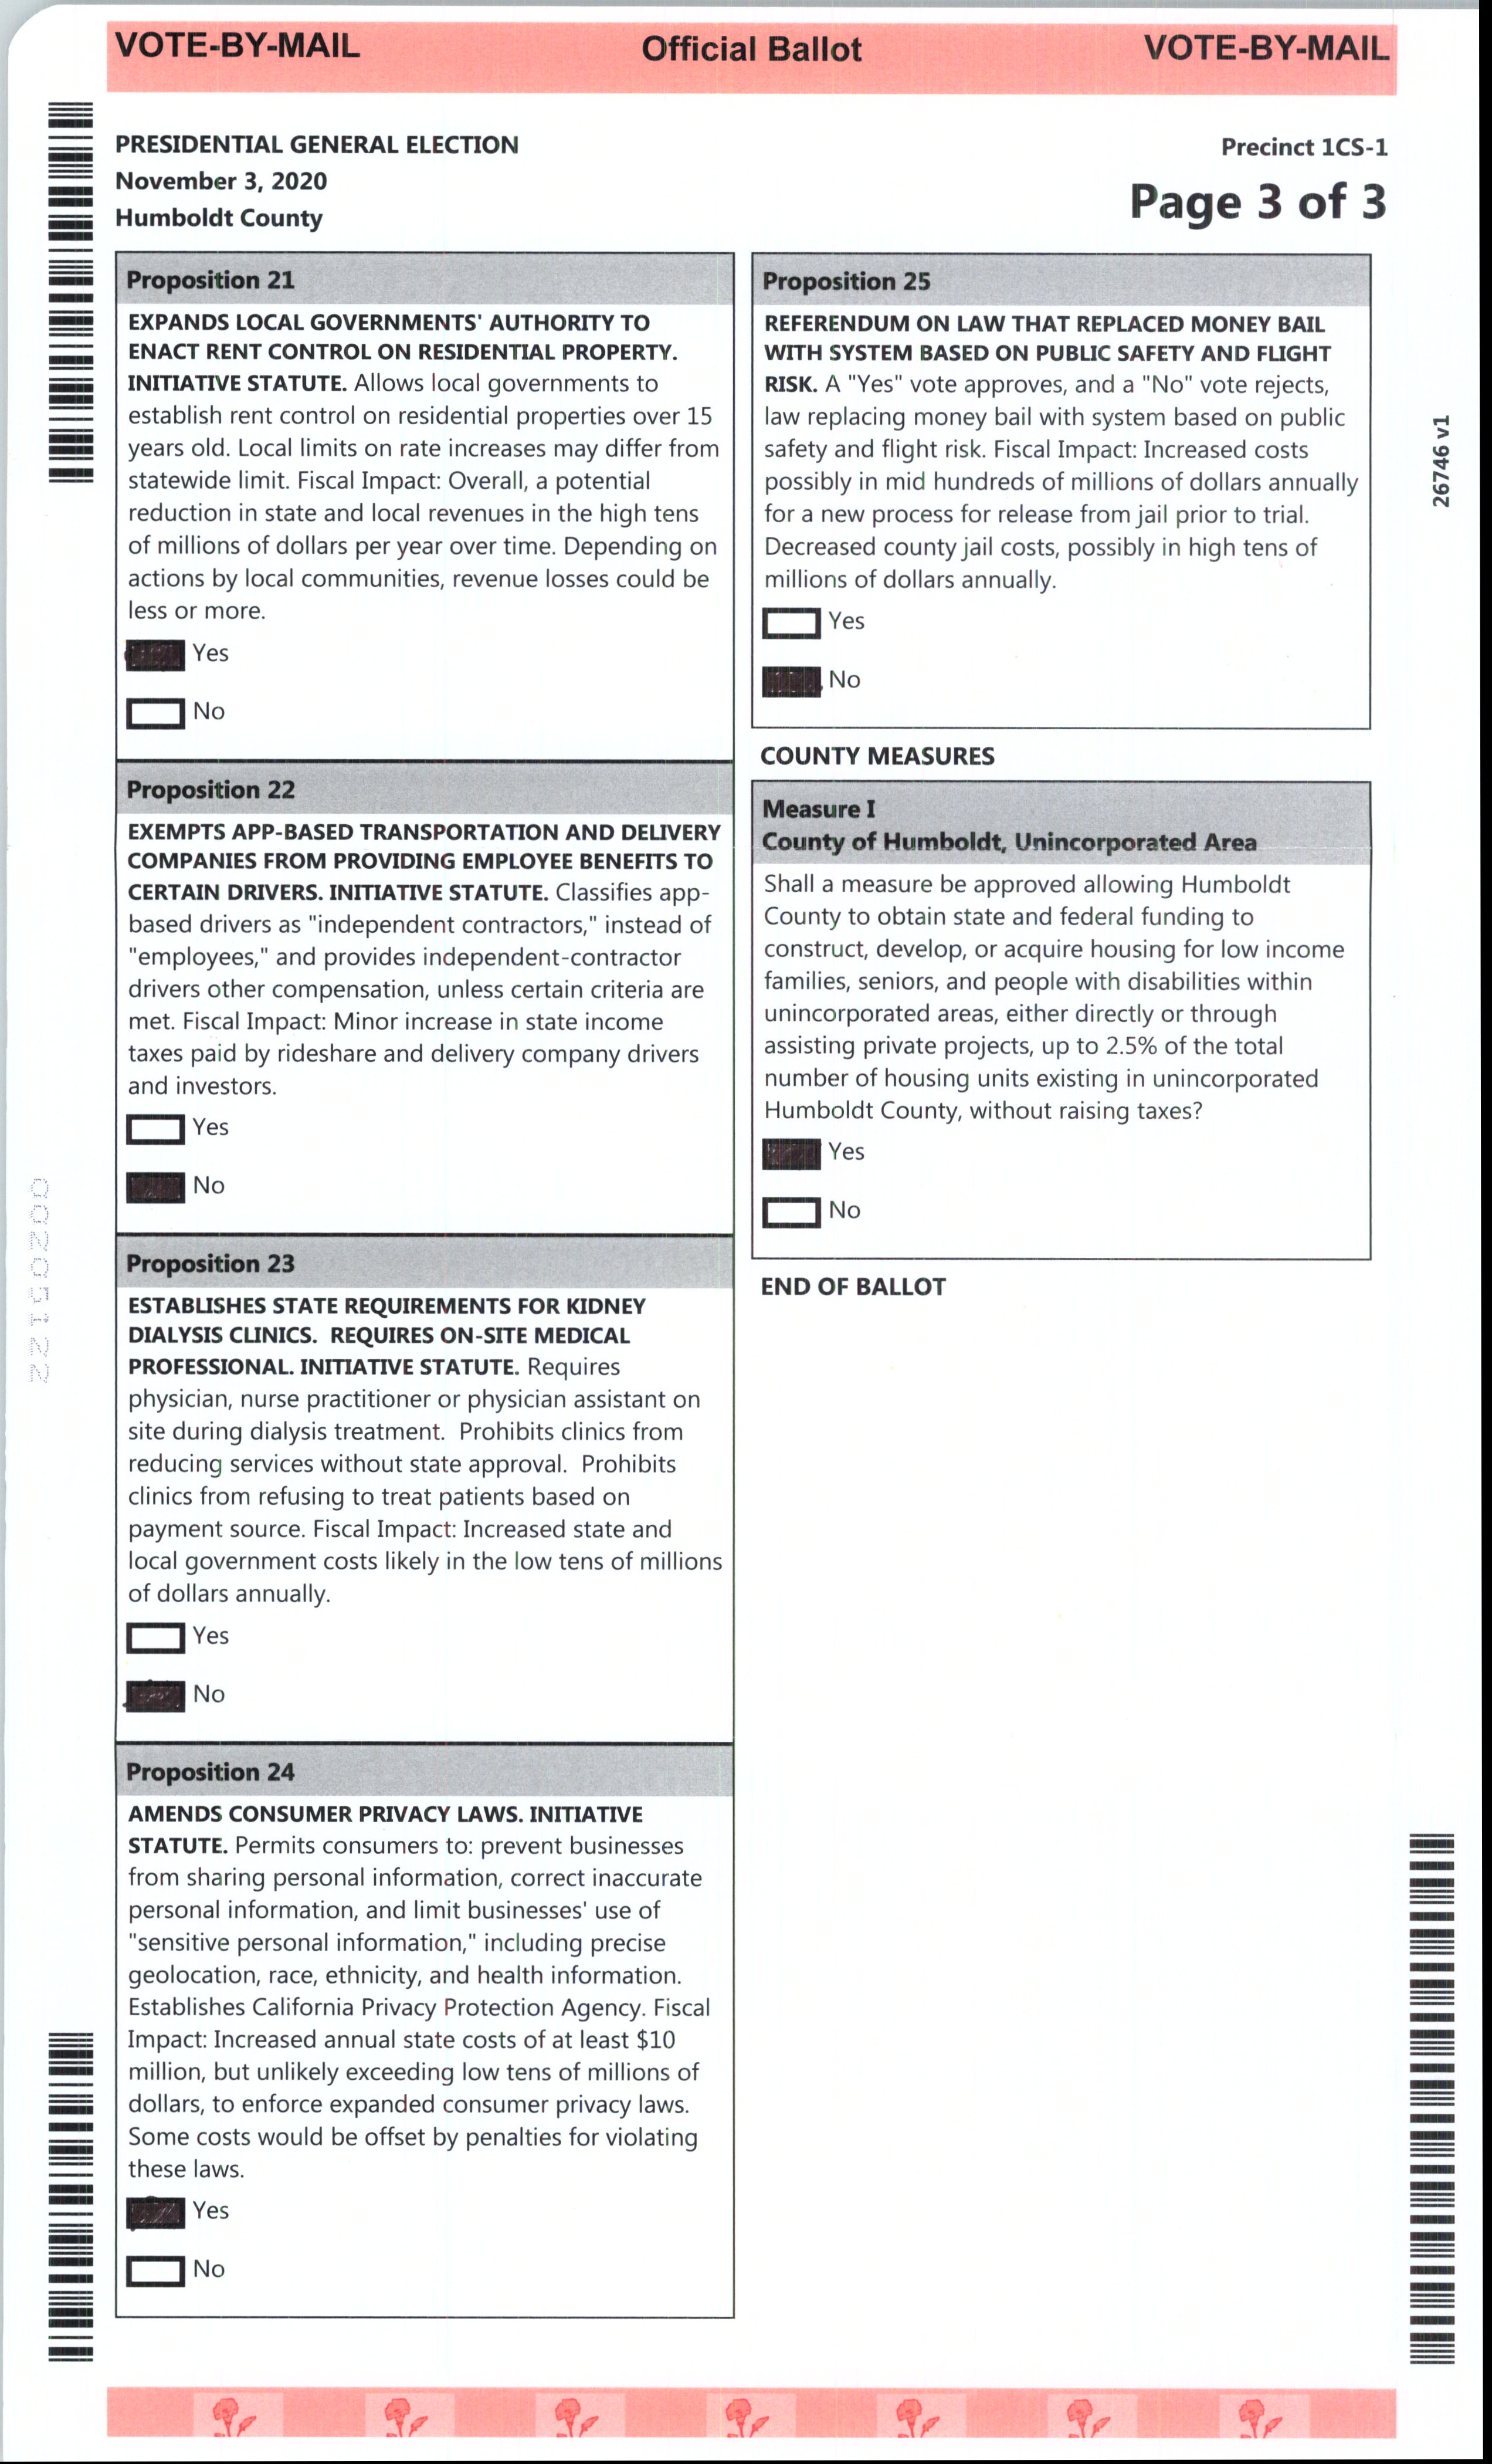 VOTE-BY-MAIL Official Ballot VOTE-BY-MAIL
PRESIDENTIAL GENERAL ELECTION
November 3, 2020
Humboldt County
Precinct 1CS-1
Page 3 of 3
Proposition 21
EXPANDS LOCAL GOVERNMENTS' AUTHORITY TO
ENACT RENT CONTROL ON RESIDENTIAL PROPERTY.
INITIATIVE STATUTE. Allows local governments to
establish rent control on residential properties over 15
years old. Local limits on rate increases may differ from
statewide limit. Fiscal Impact: Overall, a potential
reduction in state and local revenues in the high tens
of millions of dollars per year over time. Depending on
actions by local communities, revenue losses could be
less or more.
Yes
No
Proposition 22
EXEMPTS APP-BASED TRANSPORTATION AND DELIVERY
COMPANIES FROM PROVIDING EMPLOYEE BENEFITS TO
CERTAIN DRIVERS. INITIATIVE STATUTE. Classifies app-
based drivers as "independent contractors," instead of
"employees," and provides independent-contractor
drivers other compensation, unless certain criteria are
met. Fiscal Impact: Minor increase in state income
taxes paid by rideshare and delivery company drivers
and investors.
Yes
No
Proposition 23
ESTABLISHES STATE REQUIREMENTS FOR KIDNEY
DIALYSIS CLINICS.  REQUIRES ON-SITE MEDICAL
PROFESSIONAL. INITIATIVE STATUTE. Requires
physician, nurse practitioner or physician assistant on
site during dialysis treatment.  Prohibits clinics from
reducing services without state approval.  Prohibits
clinics from refusing to treat patients based on
payment source. Fiscal Impact: Increased state and
local government costs likely in the low tens of millions
of dollars annually.
Yes
No
Proposition 24
AMENDS CONSUMER PRIVACY LAWS. INITIATIVE
STATUTE. Permits consumers to: prevent businesses
from sharing personal information, correct inaccurate
personal information, and limit businesses' use of
"sensitive personal information," including precise
geolocation, race, ethnicity, and health information.
Establishes California Privacy Protection Agency. Fiscal
Impact: Increased annual state costs of at least $10
million, but unlikely exceeding low tens of millions of
dollars, to enforce expanded consumer privacy laws.
Some costs would be offset by penalties for violating
these laws.
Yes
No
Proposition 25
REFERENDUM ON LAW THAT REPLACED MONEY BAIL
WITH SYSTEM BASED ON PUBLIC SAFETY AND FLIGHT
RISK. A "Yes" vote approves, and a "No" vote rejects,
law replacing money bail with system based on public
safety and flight risk. Fiscal Impact: Increased costs
possibly in mid hundreds of millions of dollars annually
for a new process for release from jail prior to trial.
Decreased county jail costs, possibly in high tens of
millions of dollars annually.
Yes
No
COUNTY MEASURES
Measure I
County of Humboldt, Unincorporated Area
Shall a measure be approved allowing Humboldt
County to obtain state and federal funding to
construct, develop, or acquire housing for low income
families, seniors, and people with disabilities within
unincorporated areas, either directly or through
assisting private projects, up to 2.5% of the total
number of housing units existing in unincorporated
Humboldt County, without raising taxes?
Yes
No
END OF BALLOT
26746 v1
00205122